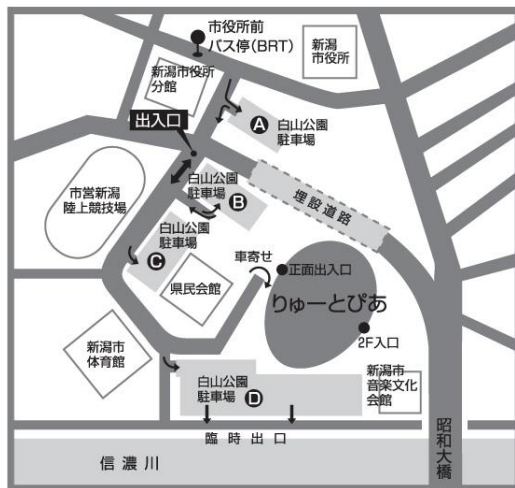 市役所前
バス停(BRT)
新潟
市役所
新潟市役所
分館
出入口
A
白山公園
駐車場
市営新潟
陸上競技場
白山公園
駐車場
B
埋設道路
白山公園
駐車場
C
車寄せ
正面出入口
県民会館
りゅーとぴあ
2F入口
新潟市
体育館
白山公園
駐車場
D
新潟市
音楽文化
会館
臨時出口
昭和大橋
信濃川